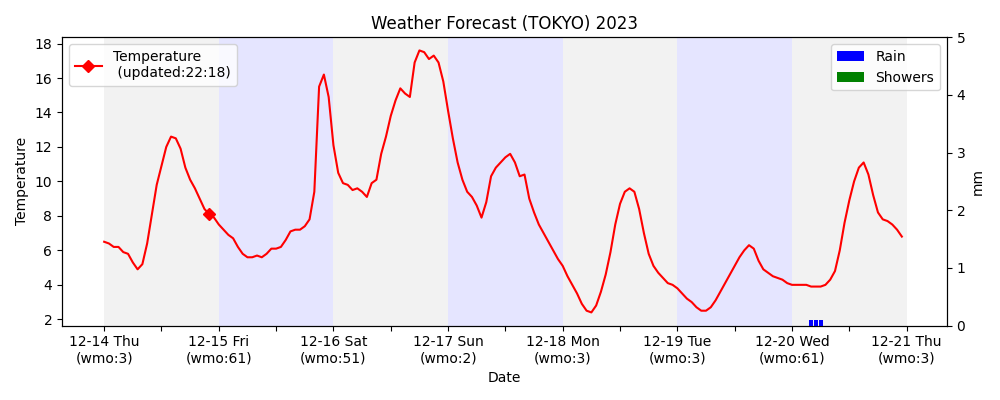 Weather Forecast (TOKYO) 2023
Temperature
(updated:22:18)
Rain
Showers
Temperature
18
16
14
12
10
8
6
4
2
5
4
3
2
1
0
mm
12-14 Thu
(wmo:3)
12-15 Fri
(wmo:61)
12-16 Sat
(wmo:51)
12-17 Sun
(wmo:2)
12-18 Mon
(wmo:3)
12-19 Tue
(wmo:3)
12-20 Wed
(wmo:61)
12-21 Thu
(wmo:3)
Date